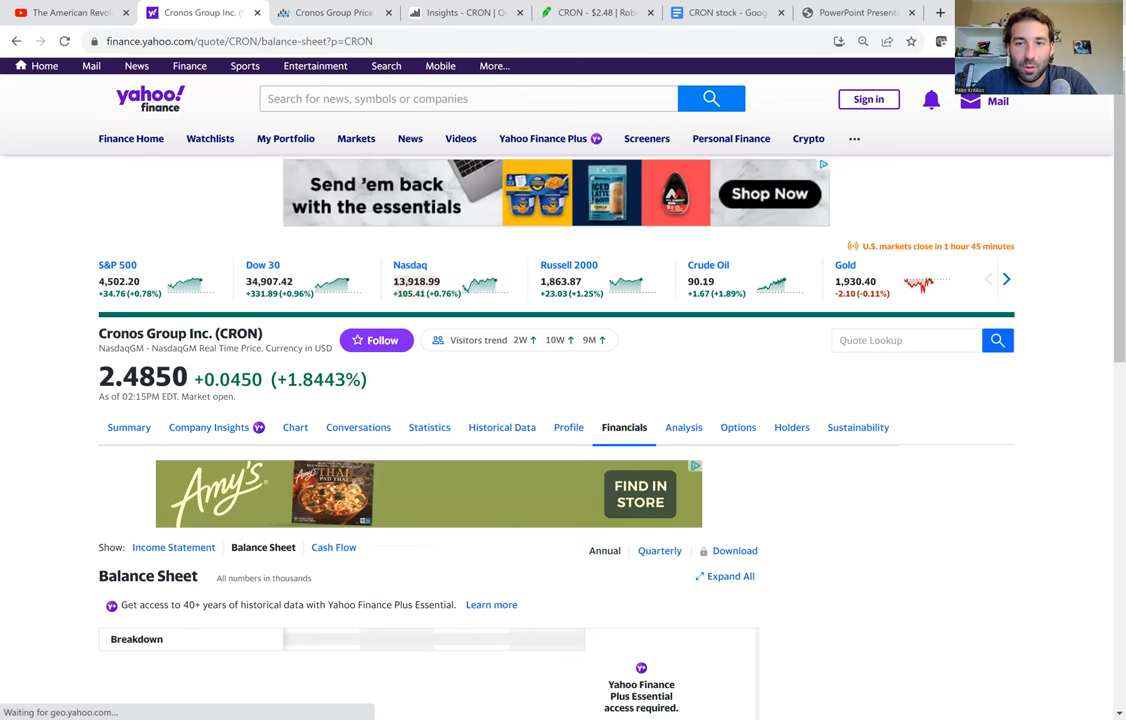 The American Revol
Cronos Group Inc. (
Cronos Group Price
Insights - CRON | Q
CRON - $2.48 | Rob
CRON stock - Goog
PowerPoint Present
finance.yahoo.com/quote/CRON/balance-sheet?p=CRON
Niko Kritikos
Home Mail News Finance Sports Entertainment Search Mobile More...
yahoo!
finance
Search for news, symbols or companies
Sign in
Mail
Finance Home Watchlists My Portfolio Markets News Videos Yahoo Finance Plus Screeners Personal Finance Crypto
Send 'em back
with the essentials
ICED
LATTE
Shop Now
U.S. markets close in 1 hour 45 minutes
S&P 500
4,502.20
+34.76 (+0.78%)
Dow 30
34,907.42
+331.89 (+0.96%)
Nasdaq
13,918.99
+105.41 (+0.76%)
Russell 2000
1,863.87
+23.03 (+1.25%)
Crude Oil
90.19
+1.67 (+1.89%)
Gold
1,930.40
-2.10 (-0.11%)
Cronos Group Inc. (CRON)
NasdaqGM - NasdaqGM Real Time Price. Currency in USD
Follow
Visitors trend 2W 10W 9M
Quote Lookup
2.4850 +0.0450 (+1.8443%)
As of 02:15PM EDT. Market open.
Summary Company Insights Chart Conversations Statistics Historical Data Profile Financials Analysis Options Holders Sustainability
Amy's
THAI
PAD THAI
FIND IN
STORE
Show: Income Statement Balance Sheet Cash Flow
Annual Quarterly Download
Balance Sheet All numbers in thousands
Expand All
Get access to 40+ years of historical data with Yahoo Finance Plus Essential. Learn more
Breakdown
Yahoo Finance
Plus Essential
access required.
Waiting for geo.yahoo.com...